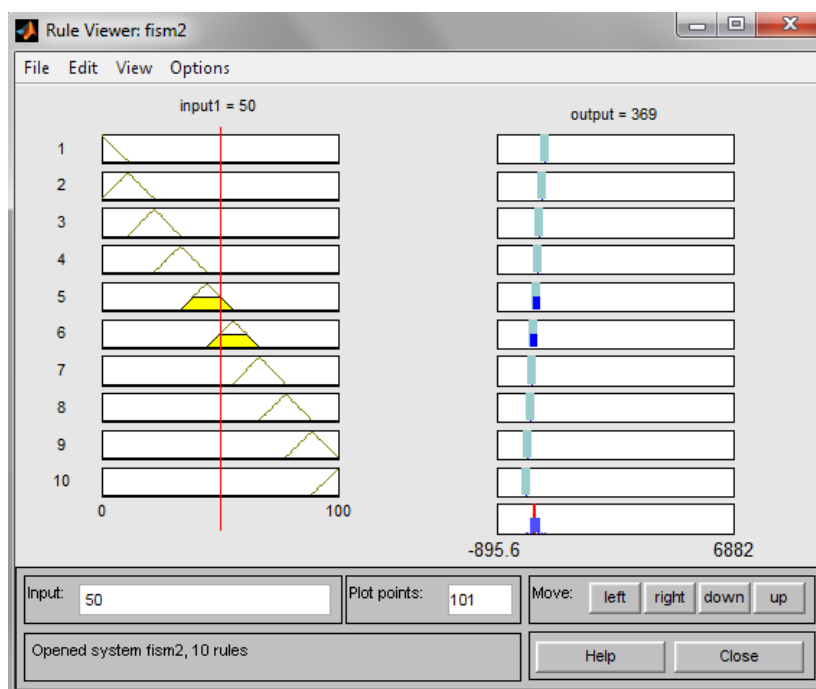 Rule Viewer: fism2
File Edit View Options
input1 = 50
output = 369
1
2
3
4
5
6
7
8
9
10
0 100
-895.6 6882
Input: 50
Plot points: 101
Move: left right down up
Opened system fism2, 10 rules
Help Close